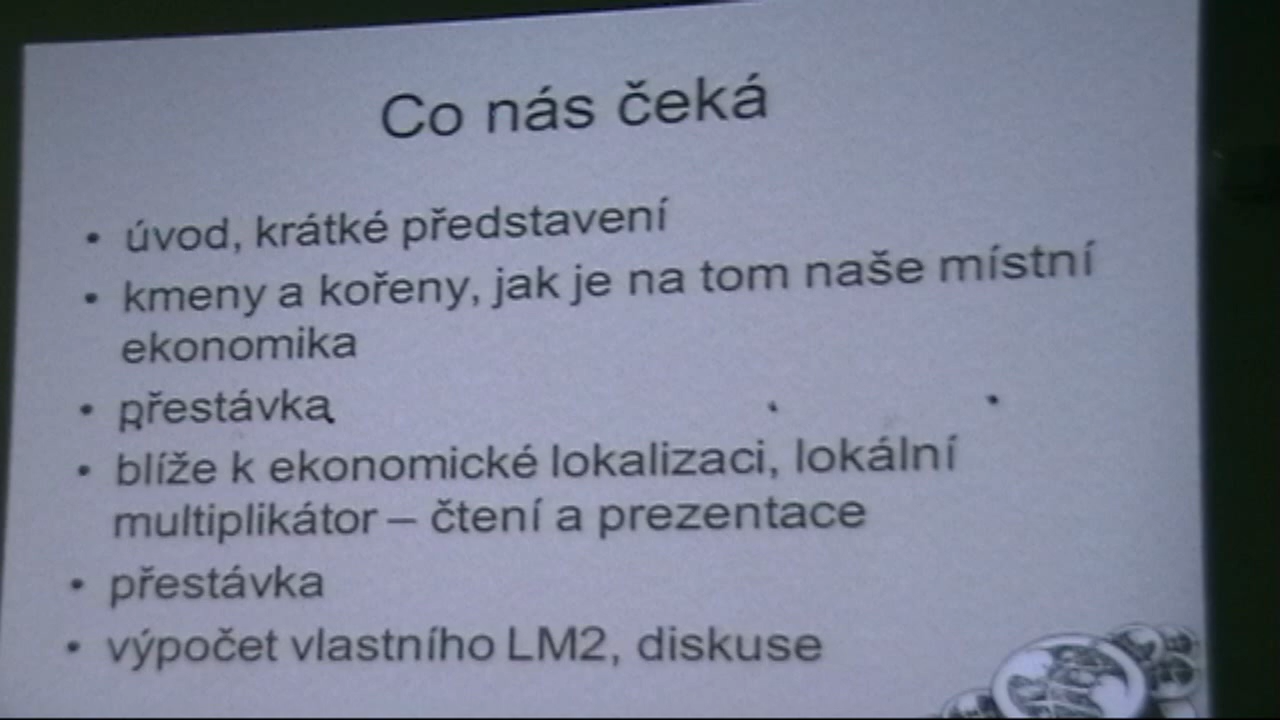 Co nás čeká
• úvod, krátké představení
• kmeny a kořeny, jak je na tom naše místní
ekonomika
• přestávka
• blíže k ekonomické lokalizaci, lokální
multiplikátor – čtení a prezentace
• přestávka
• výpočet vlastního LM2, diskuse